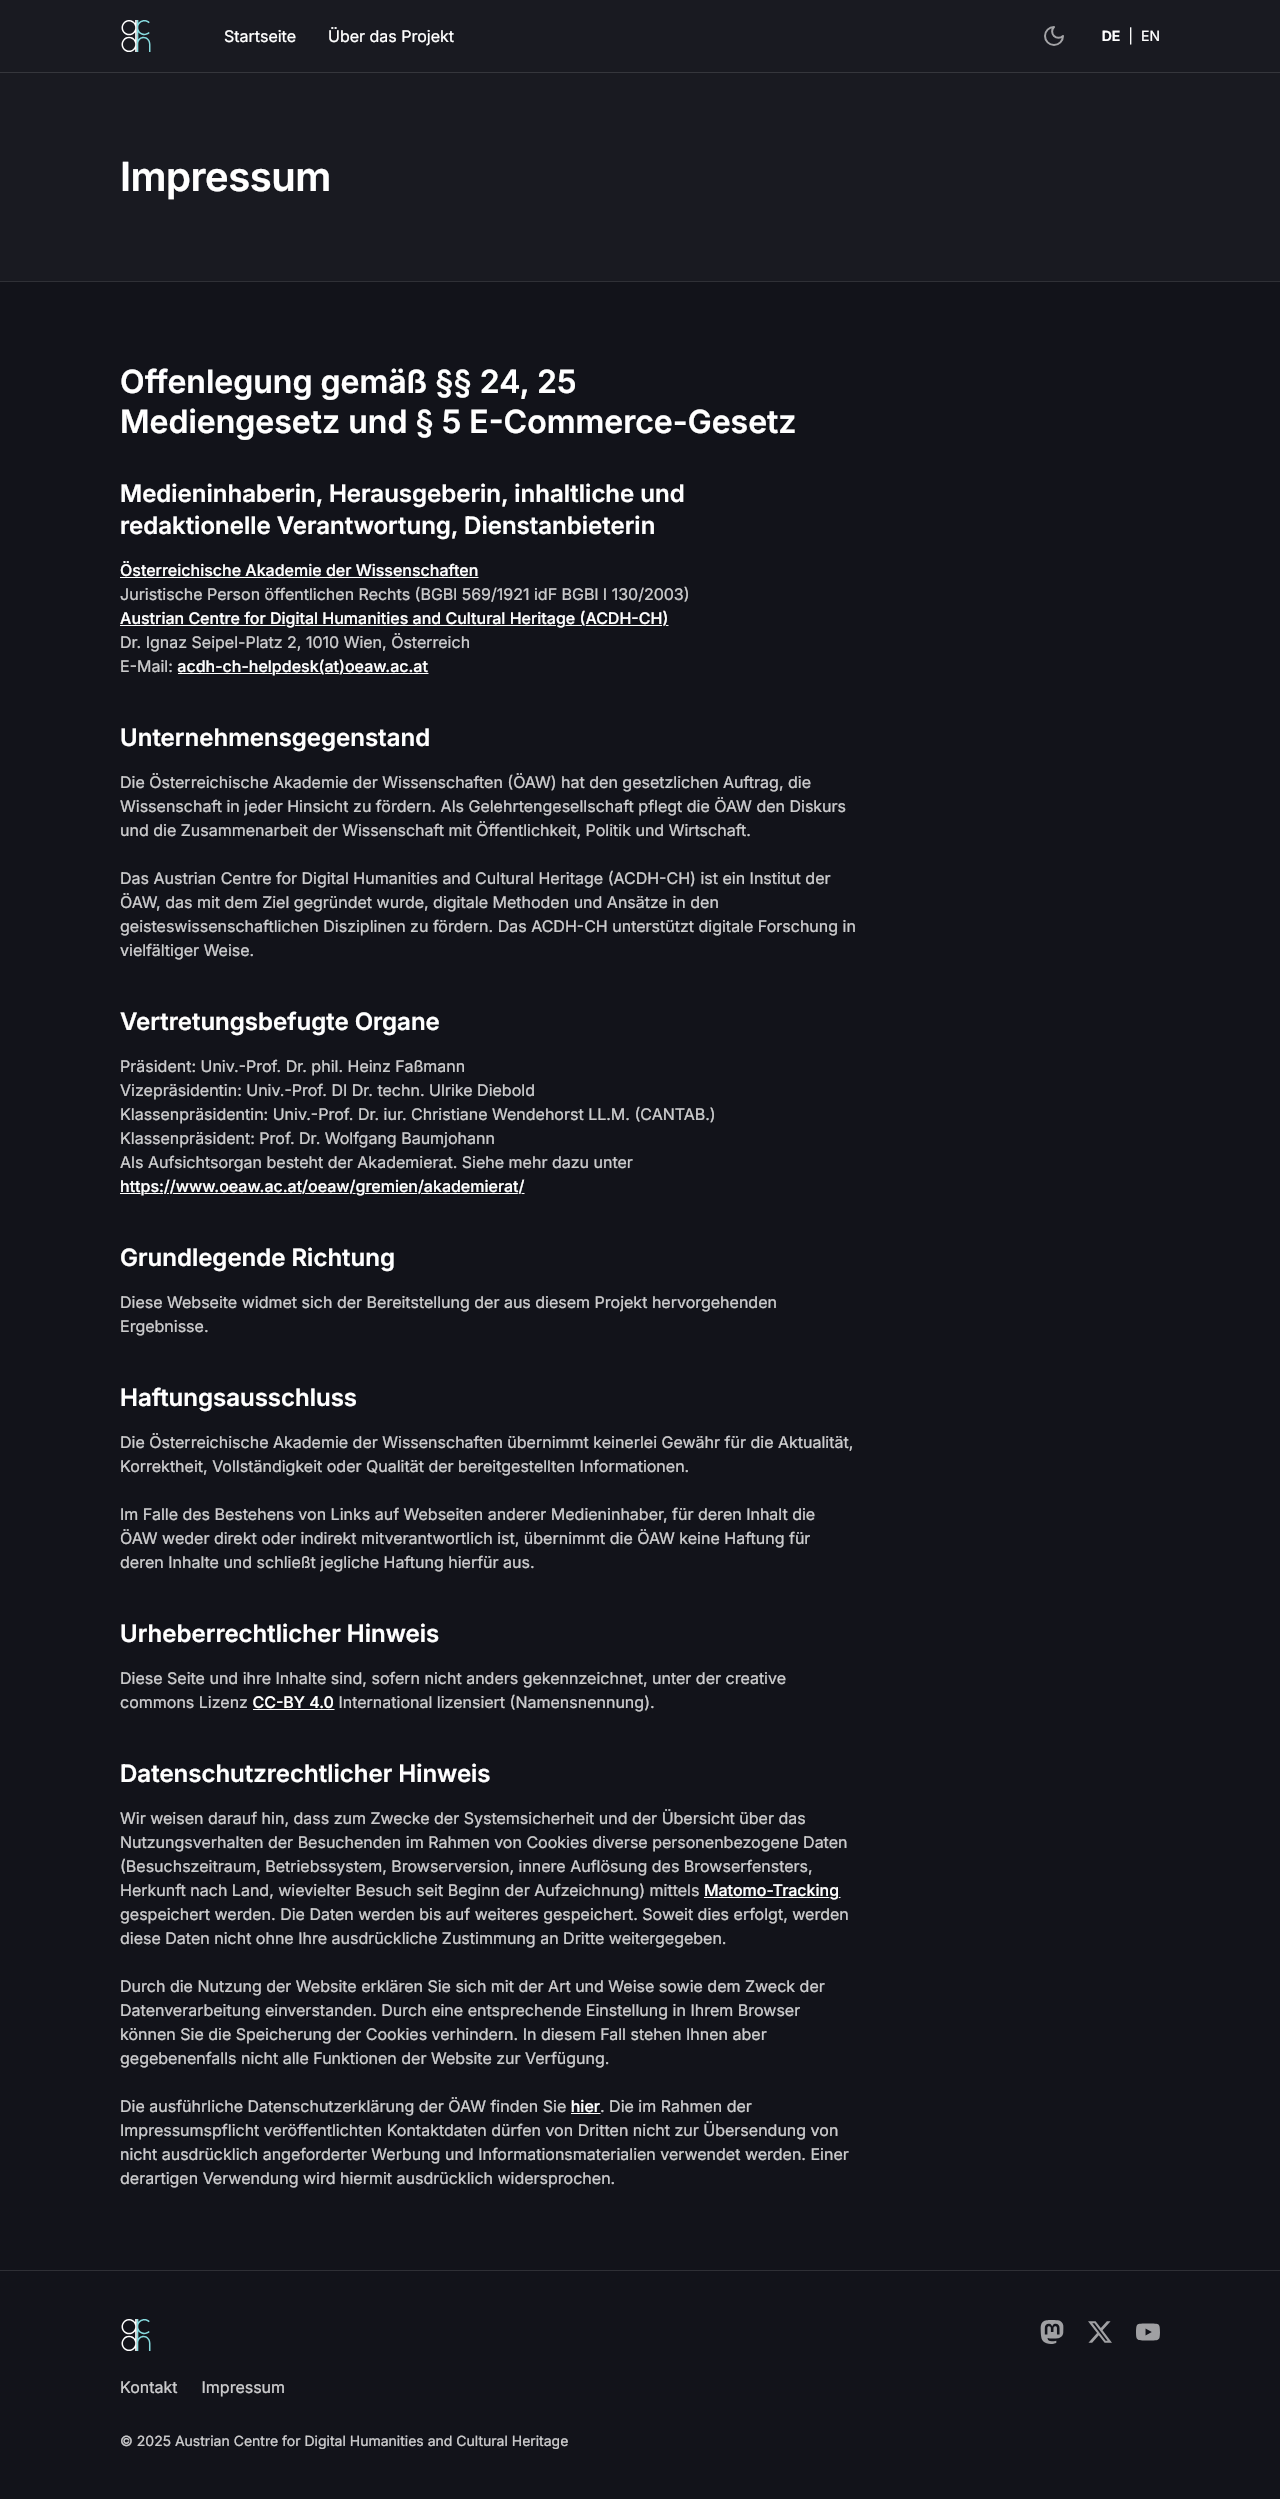 Startseite Über das Projekt DE | EN
Impressum
Offenlegung gemäß §§ 24, 25
Mediengesetz und § 5 E-Commerce-Gesetz
Medieninhaberin, Herausgeberin, inhaltliche und
redaktionelle Verantwortung, Dienstanbieterin
Österreichische Akademie der Wissenschaften
Juristische Person öffentlichen Rechts (BGBl 569/1921 idF BGBl I 130/2003)
Austrian Centre for Digital Humanities and Cultural Heritage (ACDH-CH)
Dr. Ignaz Seipel-Platz 2, 1010 Wien, Österreich
E-Mail: acdh-ch-helpdesk(at)oeaw.ac.at
Unternehmensgegenstand
Die Österreichische Akademie der Wissenschaften (ÖAW) hat den gesetzlichen Auftrag, die
Wissenschaft in jeder Hinsicht zu fördern. Als Gelehrtengesellschaft pflegt die ÖAW den Diskurs
und die Zusammenarbeit der Wissenschaft mit Öffentlichkeit, Politik und Wirtschaft.
Das Austrian Centre for Digital Humanities and Cultural Heritage (ACDH-CH) ist ein Institut der
ÖAW, das mit dem Ziel gegründet wurde, digitale Methoden und Ansätze in den
geisteswissenschaftlichen Disziplinen zu fördern. Das ACDH-CH unterstützt digitale Forschung in
vielfältiger Weise.
Vertretungsbefugte Organe
Präsident: Univ.-Prof. Dr. phil. Heinz Faßmann
Vizepräsidentin: Univ.-Prof. DI Dr. techn. Ulrike Diebold
Klassenpräsidentin: Univ.-Prof. Dr. iur. Christiane Wendehorst LL.M. (CANTAB.)
Klassenpräsident: Prof. Dr. Wolfgang Baumjohann
Als Aufsichtsorgan besteht der Akademierat. Siehe mehr dazu unter
https://www.oeaw.ac.at/oeaw/gremien/akademierat/
Grundlegende Richtung
Diese Webseite widmet sich der Bereitstellung der aus diesem Projekt hervorgehenden
Ergebnisse.
Haftungsausschluss
Die Österreichische Akademie der Wissenschaften übernimmt keinerlei Gewähr für die Aktualität,
Korrektheit, Vollständigkeit oder Qualität der bereitgestellten Informationen.
Im Falle des Bestehens von Links auf Webseiten anderer Medieninhaber, für deren Inhalt die
ÖAW weder direkt oder indirekt mitverantwortlich ist, übernimmt die ÖAW keine Haftung für
deren Inhalte und schließt jegliche Haftung hierfür aus.
Urheberrechtlicher Hinweis
Diese Seite und ihre Inhalte sind, sofern nicht anders gekennzeichnet, unter der creative
commons Lizenz CC-BY 4.0 International lizensiert (Namensnennung).
Datenschutzrechtlicher Hinweis
Wir weisen darauf hin, dass zum Zwecke der Systemsicherheit und der Übersicht über das
Nutzungsverhalten der Besuchenden im Rahmen von Cookies diverse personenbezogene Daten
(Besuchszeitraum, Betriebssystem, Browserversion, innere Auflösung des Browserfensters,
Herkunft nach Land, wievielter Besuch seit Beginn der Aufzeichnung) mittels Matomo-Tracking
gespeichert werden. Die Daten werden bis auf weiteres gespeichert. Soweit dies erfolgt, werden
diese Daten nicht ohne Ihre ausdrückliche Zustimmung an Dritte weitergegeben.
Durch die Nutzung der Website erklären Sie sich mit der Art und Weise sowie dem Zweck der
Datenverarbeitung einverstanden. Durch eine entsprechende Einstellung in Ihrem Browser
können Sie die Speicherung der Cookies verhindern. In diesem Fall stehen Ihnen aber
gegebenenfalls nicht alle Funktionen der Website zur Verfügung.
Die ausführliche Datenschutzerklärung der ÖAW finden Sie hier. Die im Rahmen der
Impressumspflicht veröffentlichten Kontaktdaten dürfen von Dritten nicht zur Übersendung von
nicht ausdrücklich angeforderter Werbung und Informationsmaterialien verwendet werden. Einer
derartigen Verwendung wird hiermit ausdrücklich widersprochen.
Kontakt Impressum
© 2025 Austrian Centre for Digital Humanities and Cultural Heritage